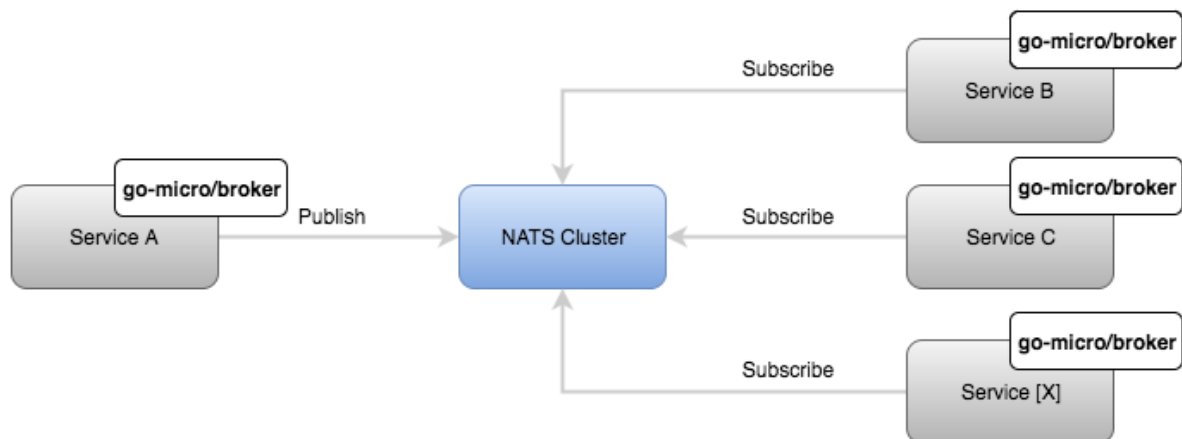 go-micro/broker
Subscribe
Service B
go-micro/broker
Service A
Publish
NATS Cluster
go-micro/broker
Subscribe
Service C
go-micro/broker
Subscribe
Service [X]